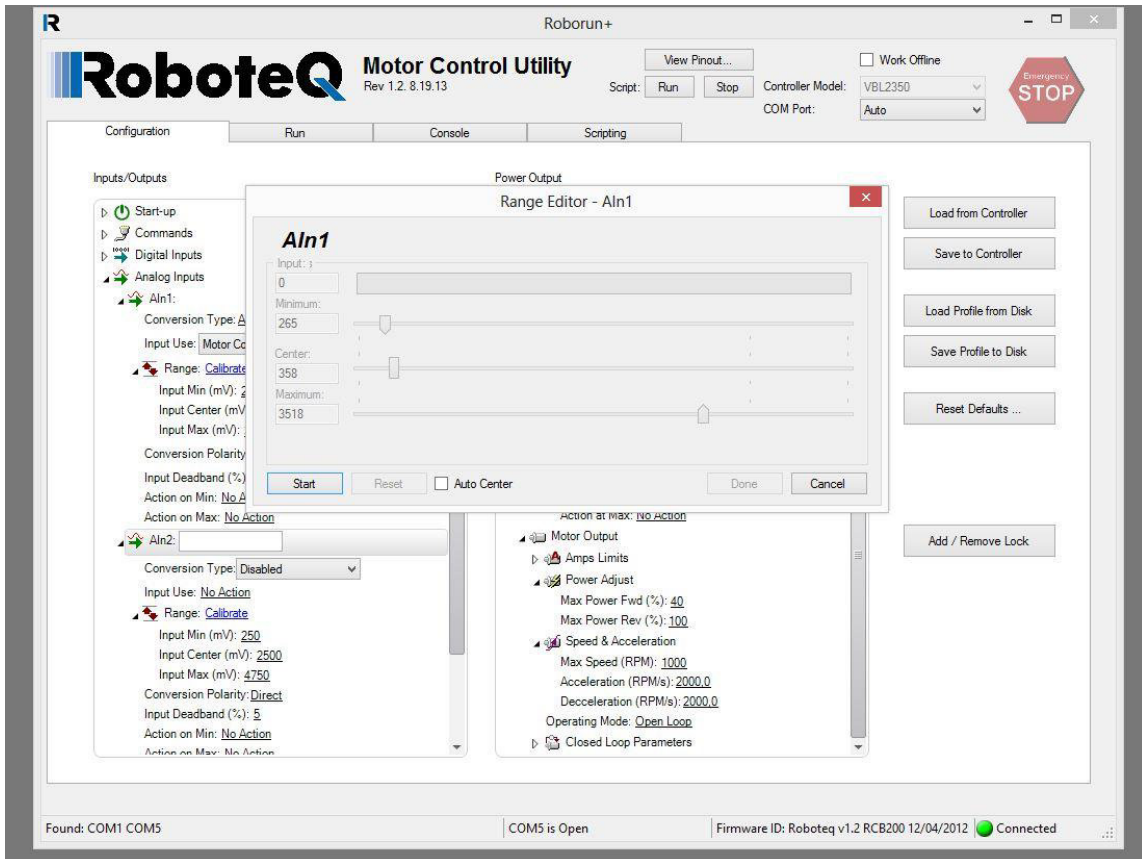 Roborun+
RoboteQ
Motor Control Utility
Rev 1.2. 8.19.13
View Pinout...
Script: Run Stop
Work Offline
Controller Model: VBL2350
COM Port: Auto
Emergency
STOP
Configuration Run Console Scripting
Inputs/Outputs
Power Output
Start-up
Commands
Digital Inputs
Analog Inputs
AIn1:
Conversion Type: A
Input Use: Motor Co
Range: Calibrate
Input Min (mV): 2
Input Center (mV
Input Max (mV):
Conversion Polarity
Input Deadband (%)
Action on Min: No A
Action on Max: No Action
AIn2:
Conversion Type: Disabled
Input Use: No Action
Range: Calibrate
Input Min (mV): 250
Input Center (mV): 2500
Input Max (mV): 4750
Conversion Polarity: Direct
Input Deadband (%): 5
Action on Min: No Action
Action on Max: No Action
Range Editor - AIn1
AIn1
Input:
0
Minimum:
265
Center:
358
Maximum:
3518
Start Reset Auto Center Done Cancel
Action at Max: No Action
Motor Output
Amps Limits
Power Adjust
Max Power Fwd (%): 40
Max Power Rev (%): 100
Speed & Acceleration
Max Speed (RPM): 1000
Acceleration (RPM/s): 2000,0
Decceleration (RPM/s): 2000,0
Operating Mode: Open Loop
Closed Loop Parameters
Load from Controller
Save to Controller
Load Profile from Disk
Save Profile to Disk
Reset Defaults ...
Add / Remove Lock
Found: COM1 COM5
COM5 is Open
Firmware ID: Roboteq v1.2 RCB200 12/04/2012
Connected